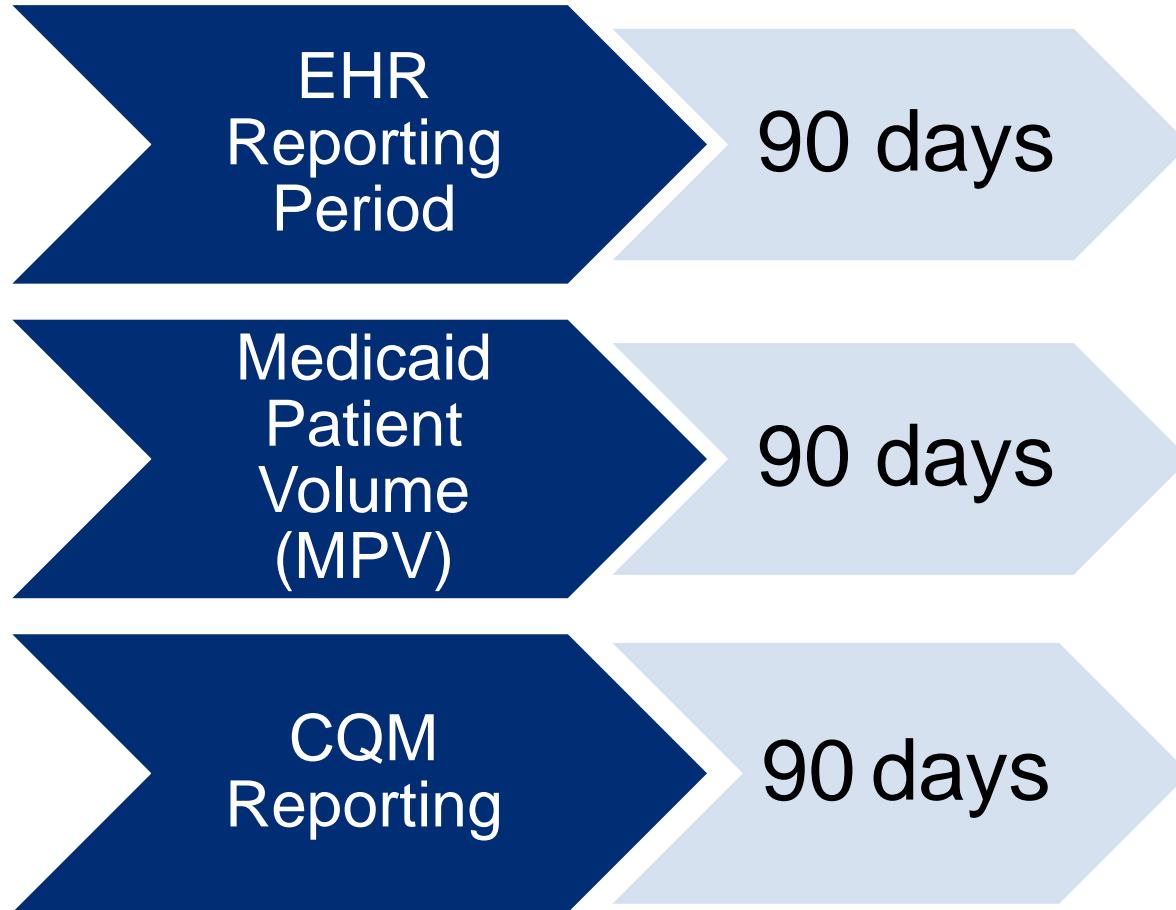 EHR
Reporting
Period
90 days
Medicaid
Patient
Volume
(MPV)
90 days
CQM
Reporting
90 days